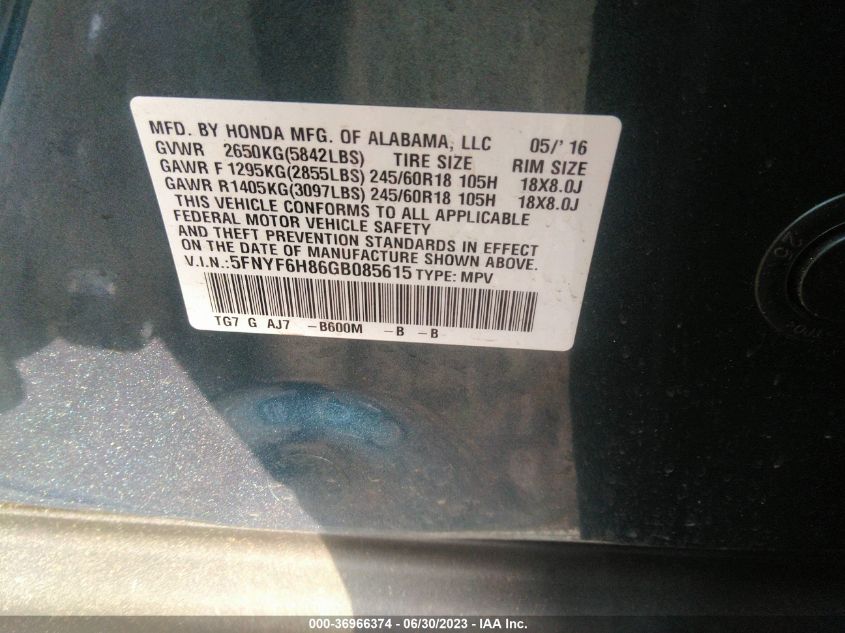 MFD. BY HONDA MFG. OF ALABAMA, LLC 05/' 16
GVWR 2650KG(5842LBS) TIRE SIZE RIM SIZE
GAWR F 1295KG(2855LBS) 245/60R18 105H 18X8.0J
GAWR R1405KG(3097LBS) 245/60R18 105H 18X8.0J
THIS VEHICLE CONFORMS TO ALL APPLICABLE
FEDERAL MOTOR VEHICLE SAFETY
AND THEFT PREVENTION STANDARDS IN EFFECT
ON THE DATE OF MANUFACTURE SHOWN ABOVE.
V.I.N.:5FNYF6H86GB085615 TYPE: MPV
TG7 G AJ7 -B600M -B -B
000-36966374 - 06/30/2023 - IAA Inc.